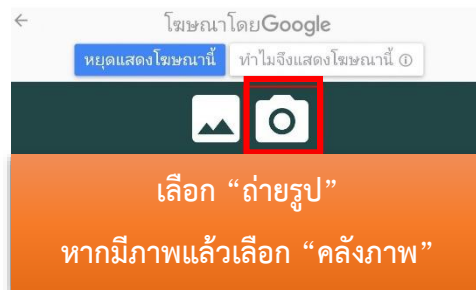 โฆษณาโดยGoogle
หยุดแสดงโฆษณานี้ ทำไมจึงแสดงโฆษณานี้
เลือก “ถ่ายรูป”
หากมีภาพแล้วเลือก “คลังภาพ”